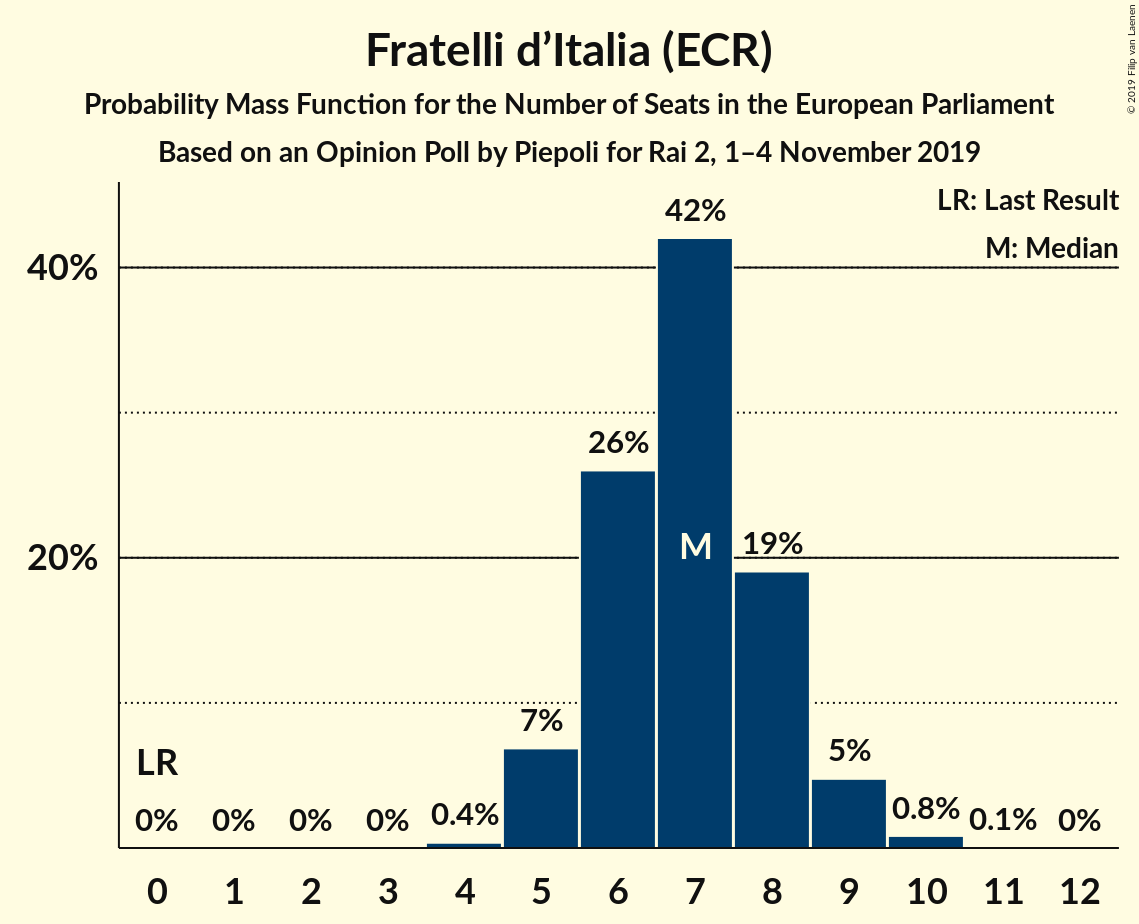 Fratelli d’Italia (ECR)
Probability Mass Function for the Number of Seats in the European Parliament
Based on an Opinion Poll by Piepoli for Rai 2, 1–4 November 2019
© 2019 Filip van Laenen
LR: Last Result
M: Median
42%
40%
26%
M
19%
20%
7%
5%
LR
0% 0% 0% 0% 0.4% 0.8% 0.1% 0%
0 1 2 3 4 5 6 7 8 9 10 11 12